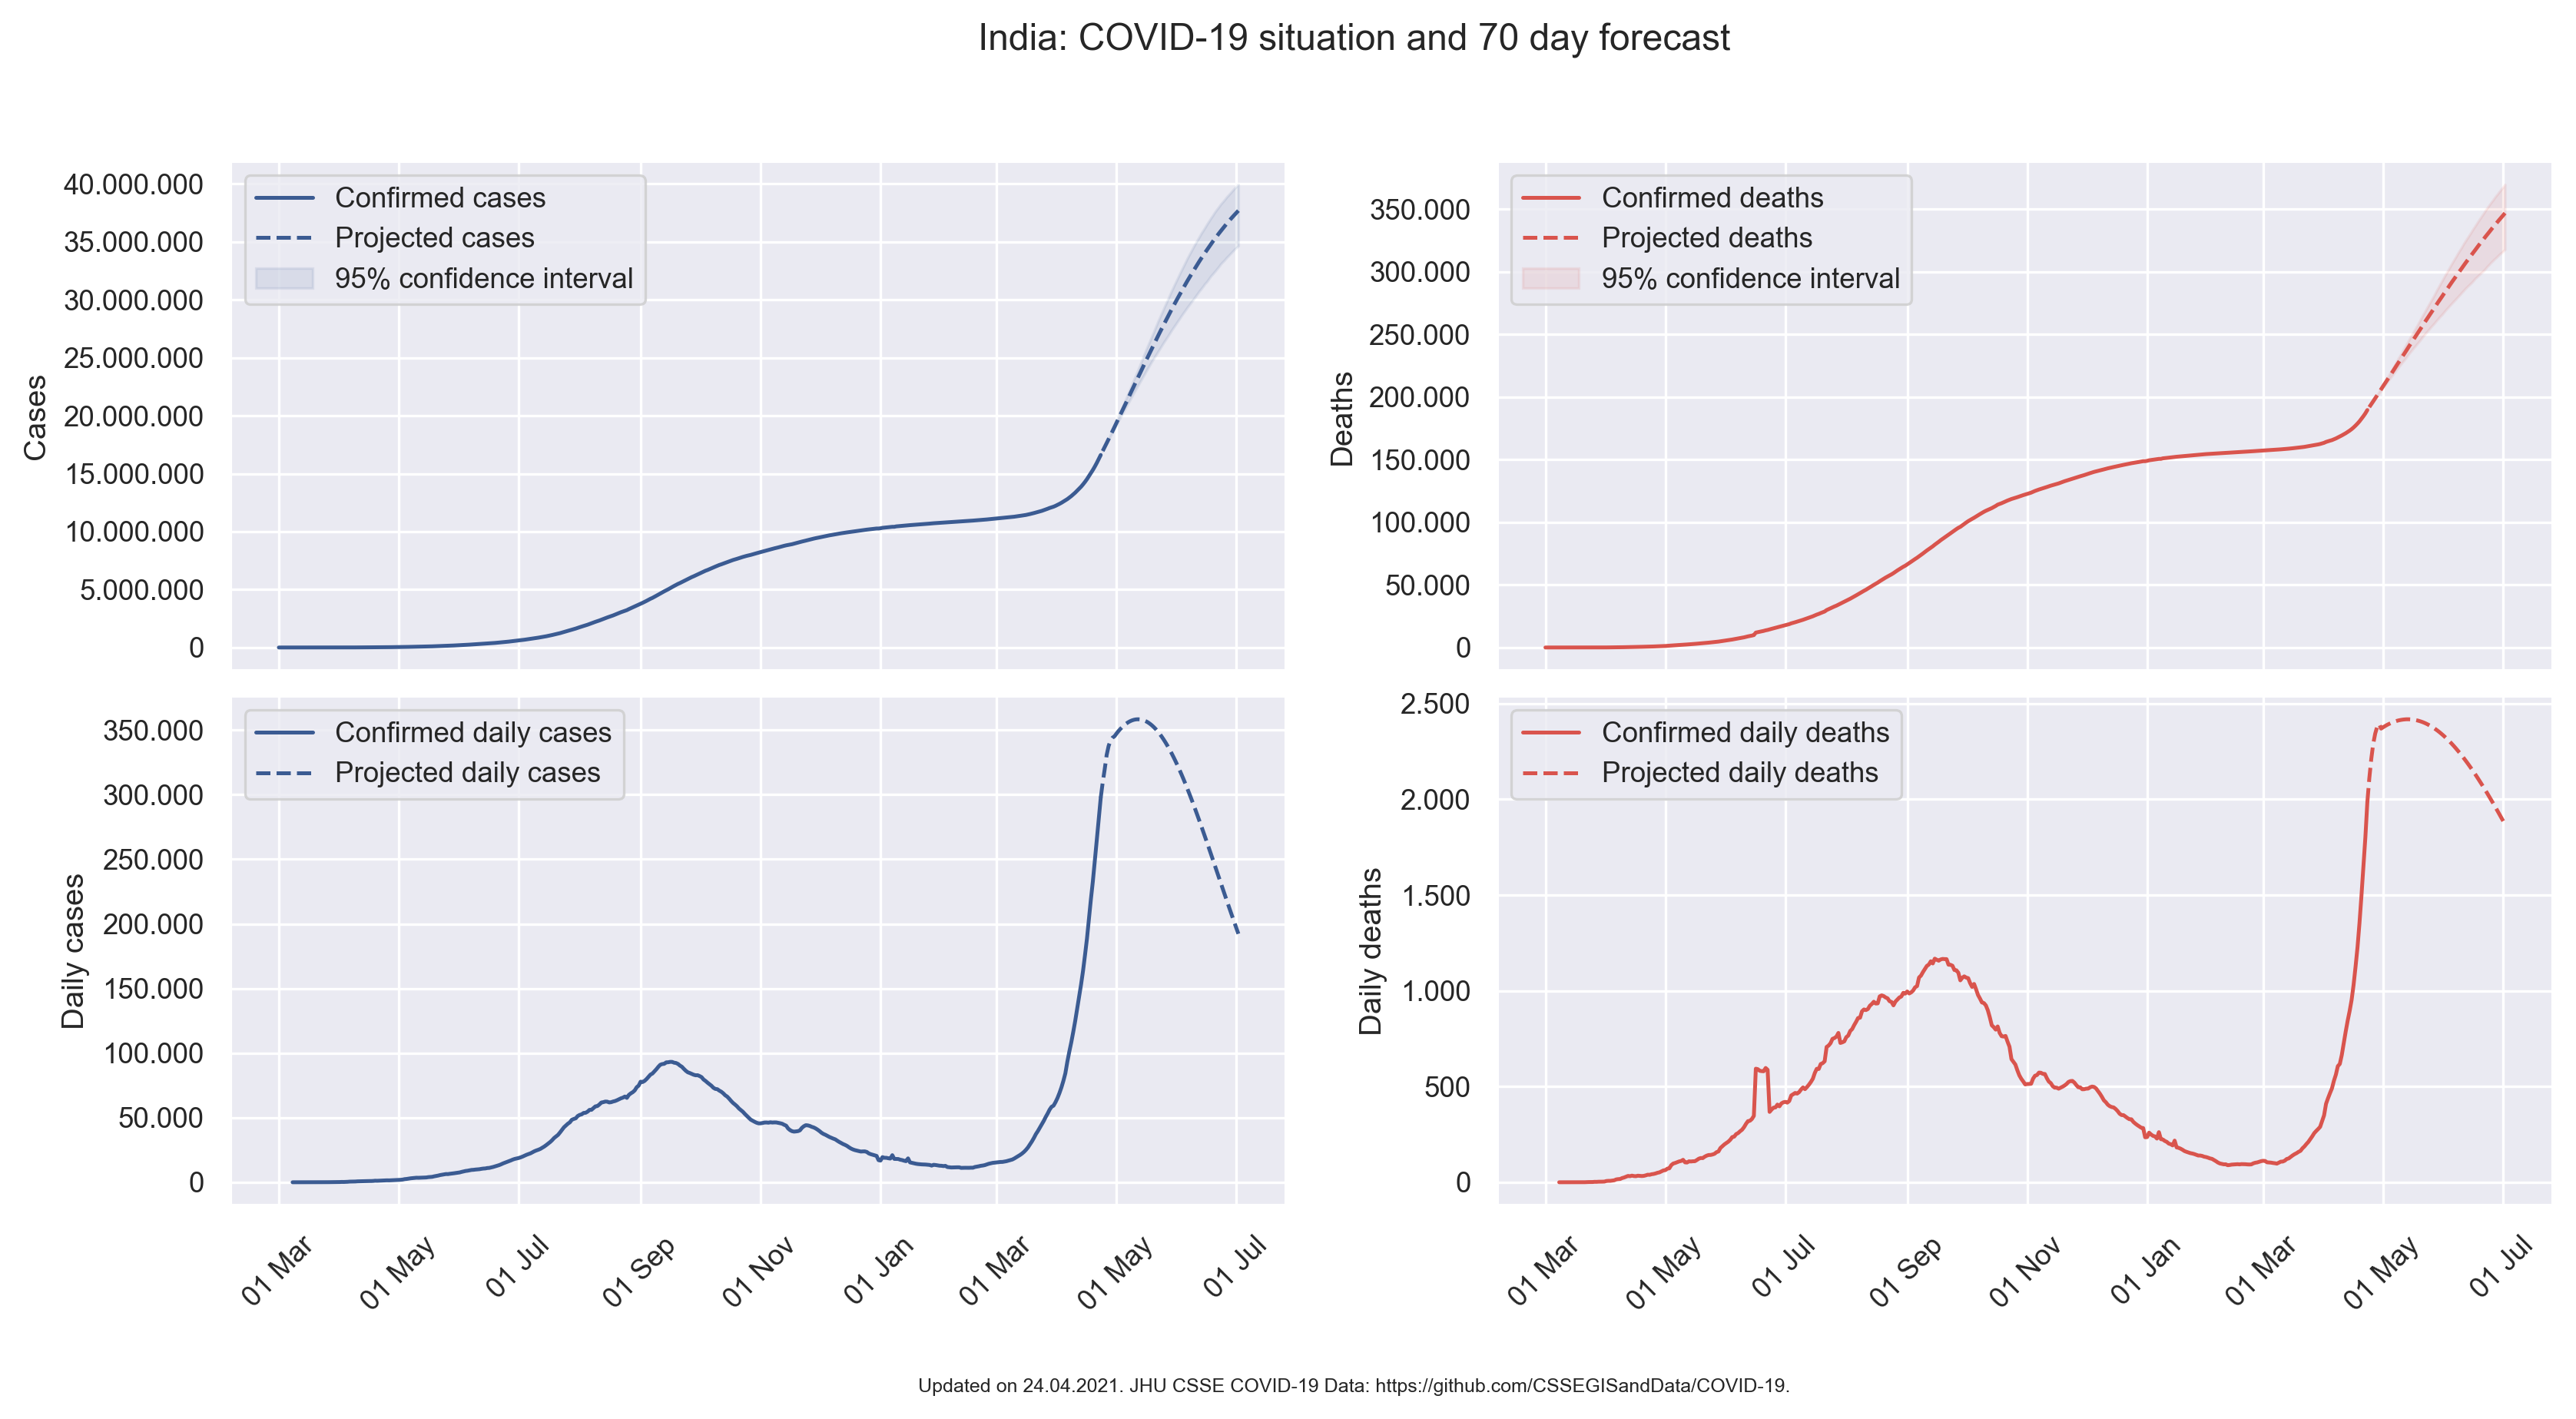 India: COVID-19 situation and 70 day forecast
Confirmed cases
Projected cases
95% confidence interval
Cases
40.000.000
35.000.000
30.000.000
25.000.000
20.000.000
15.000.000
10.000.000
5.000.000
0
Confirmed deaths
Projected deaths
95% confidence interval
Deaths
350.000
300.000
250.000
200.000
150.000
100.000
50.000
0
Confirmed daily cases
Projected daily cases
Daily cases
350.000
300.000
250.000
200.000
150.000
100.000
50.000
0
01 Mar
01 May
01 Jul
01 Sep
01 Nov
01 Jan
01 Mar
01 May
01 Jul
Confirmed daily deaths
Projected daily deaths
Daily deaths
2.500
2.000
1.500
1.000
500
0
01 Mar
01 May
01 Jul
01 Sep
01 Nov
01 Jan
01 Mar
01 May
01 Jul
Updated on 24.04.2021. JHU CSSE COVID-19 Data: https://github.com/CSSEGISandData/COVID-19.